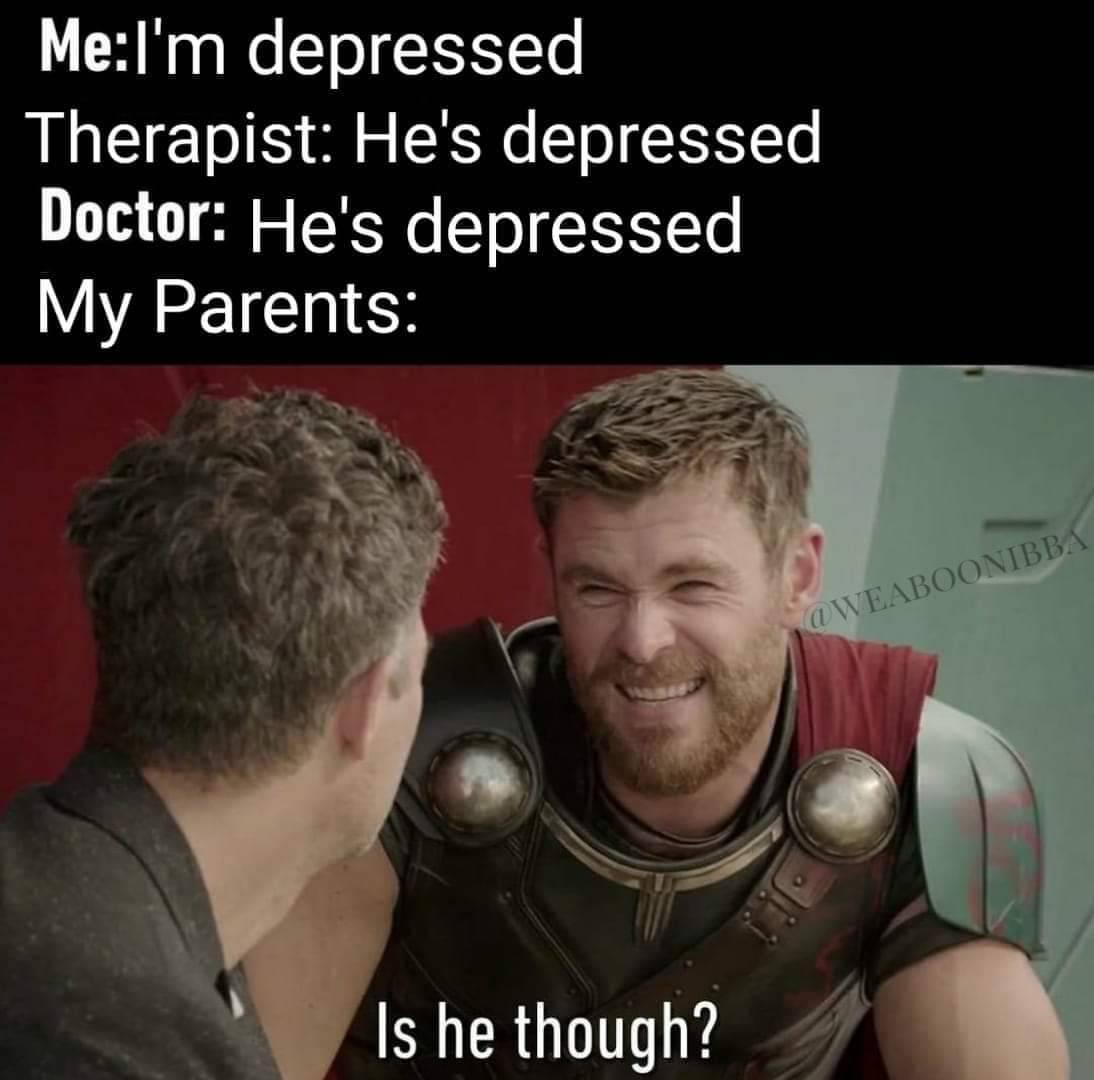 Me:I'm depressed
Therapist: He's depressed
Doctor: He's depressed
My Parents:
@WEABOONIBBA
Is he though?